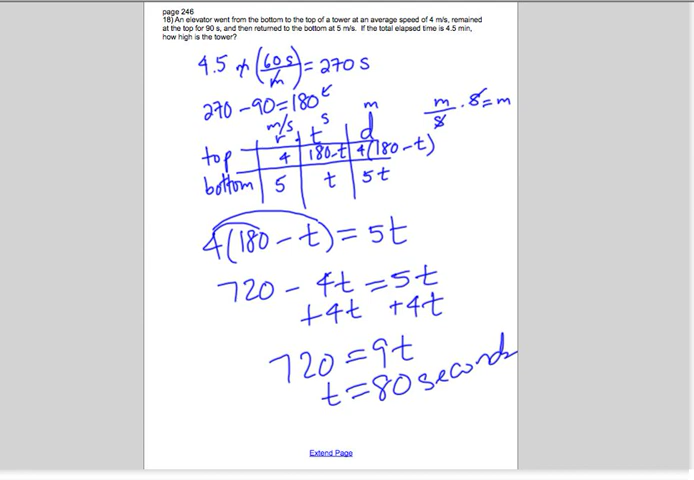 page 246
18) An elevator went from the bottom to the top of a tower at an average speed of 4 m/s, remained
at the top for 90 s, and then returned to the bottom at 5 m/s. If the total elapsed time is 4.5 min,
how high is the tower?
4.5 m (60 s / m) = 270 s
270 - 90 = 180
m/s s m
m/s · s = m
r t d
top 4 180-t 4(180-t)
bottom 5 t 5t
4(180 - t) = 5t
720 - 4t = 5t
+4t +4t
720 = 9t
t = 80 seconds
Extend Page